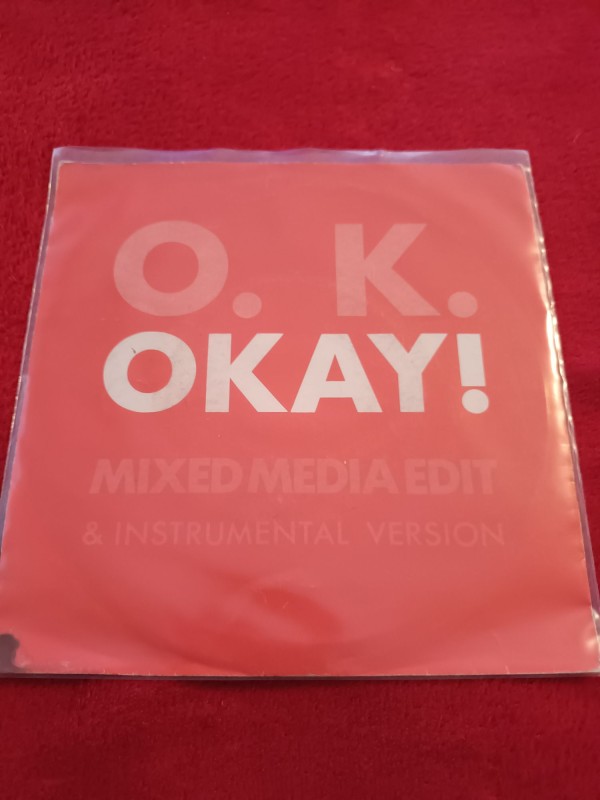 O. K.
OKAY!
MIXED MEDIA EDIT
& INSTRUMENTAL VERSION